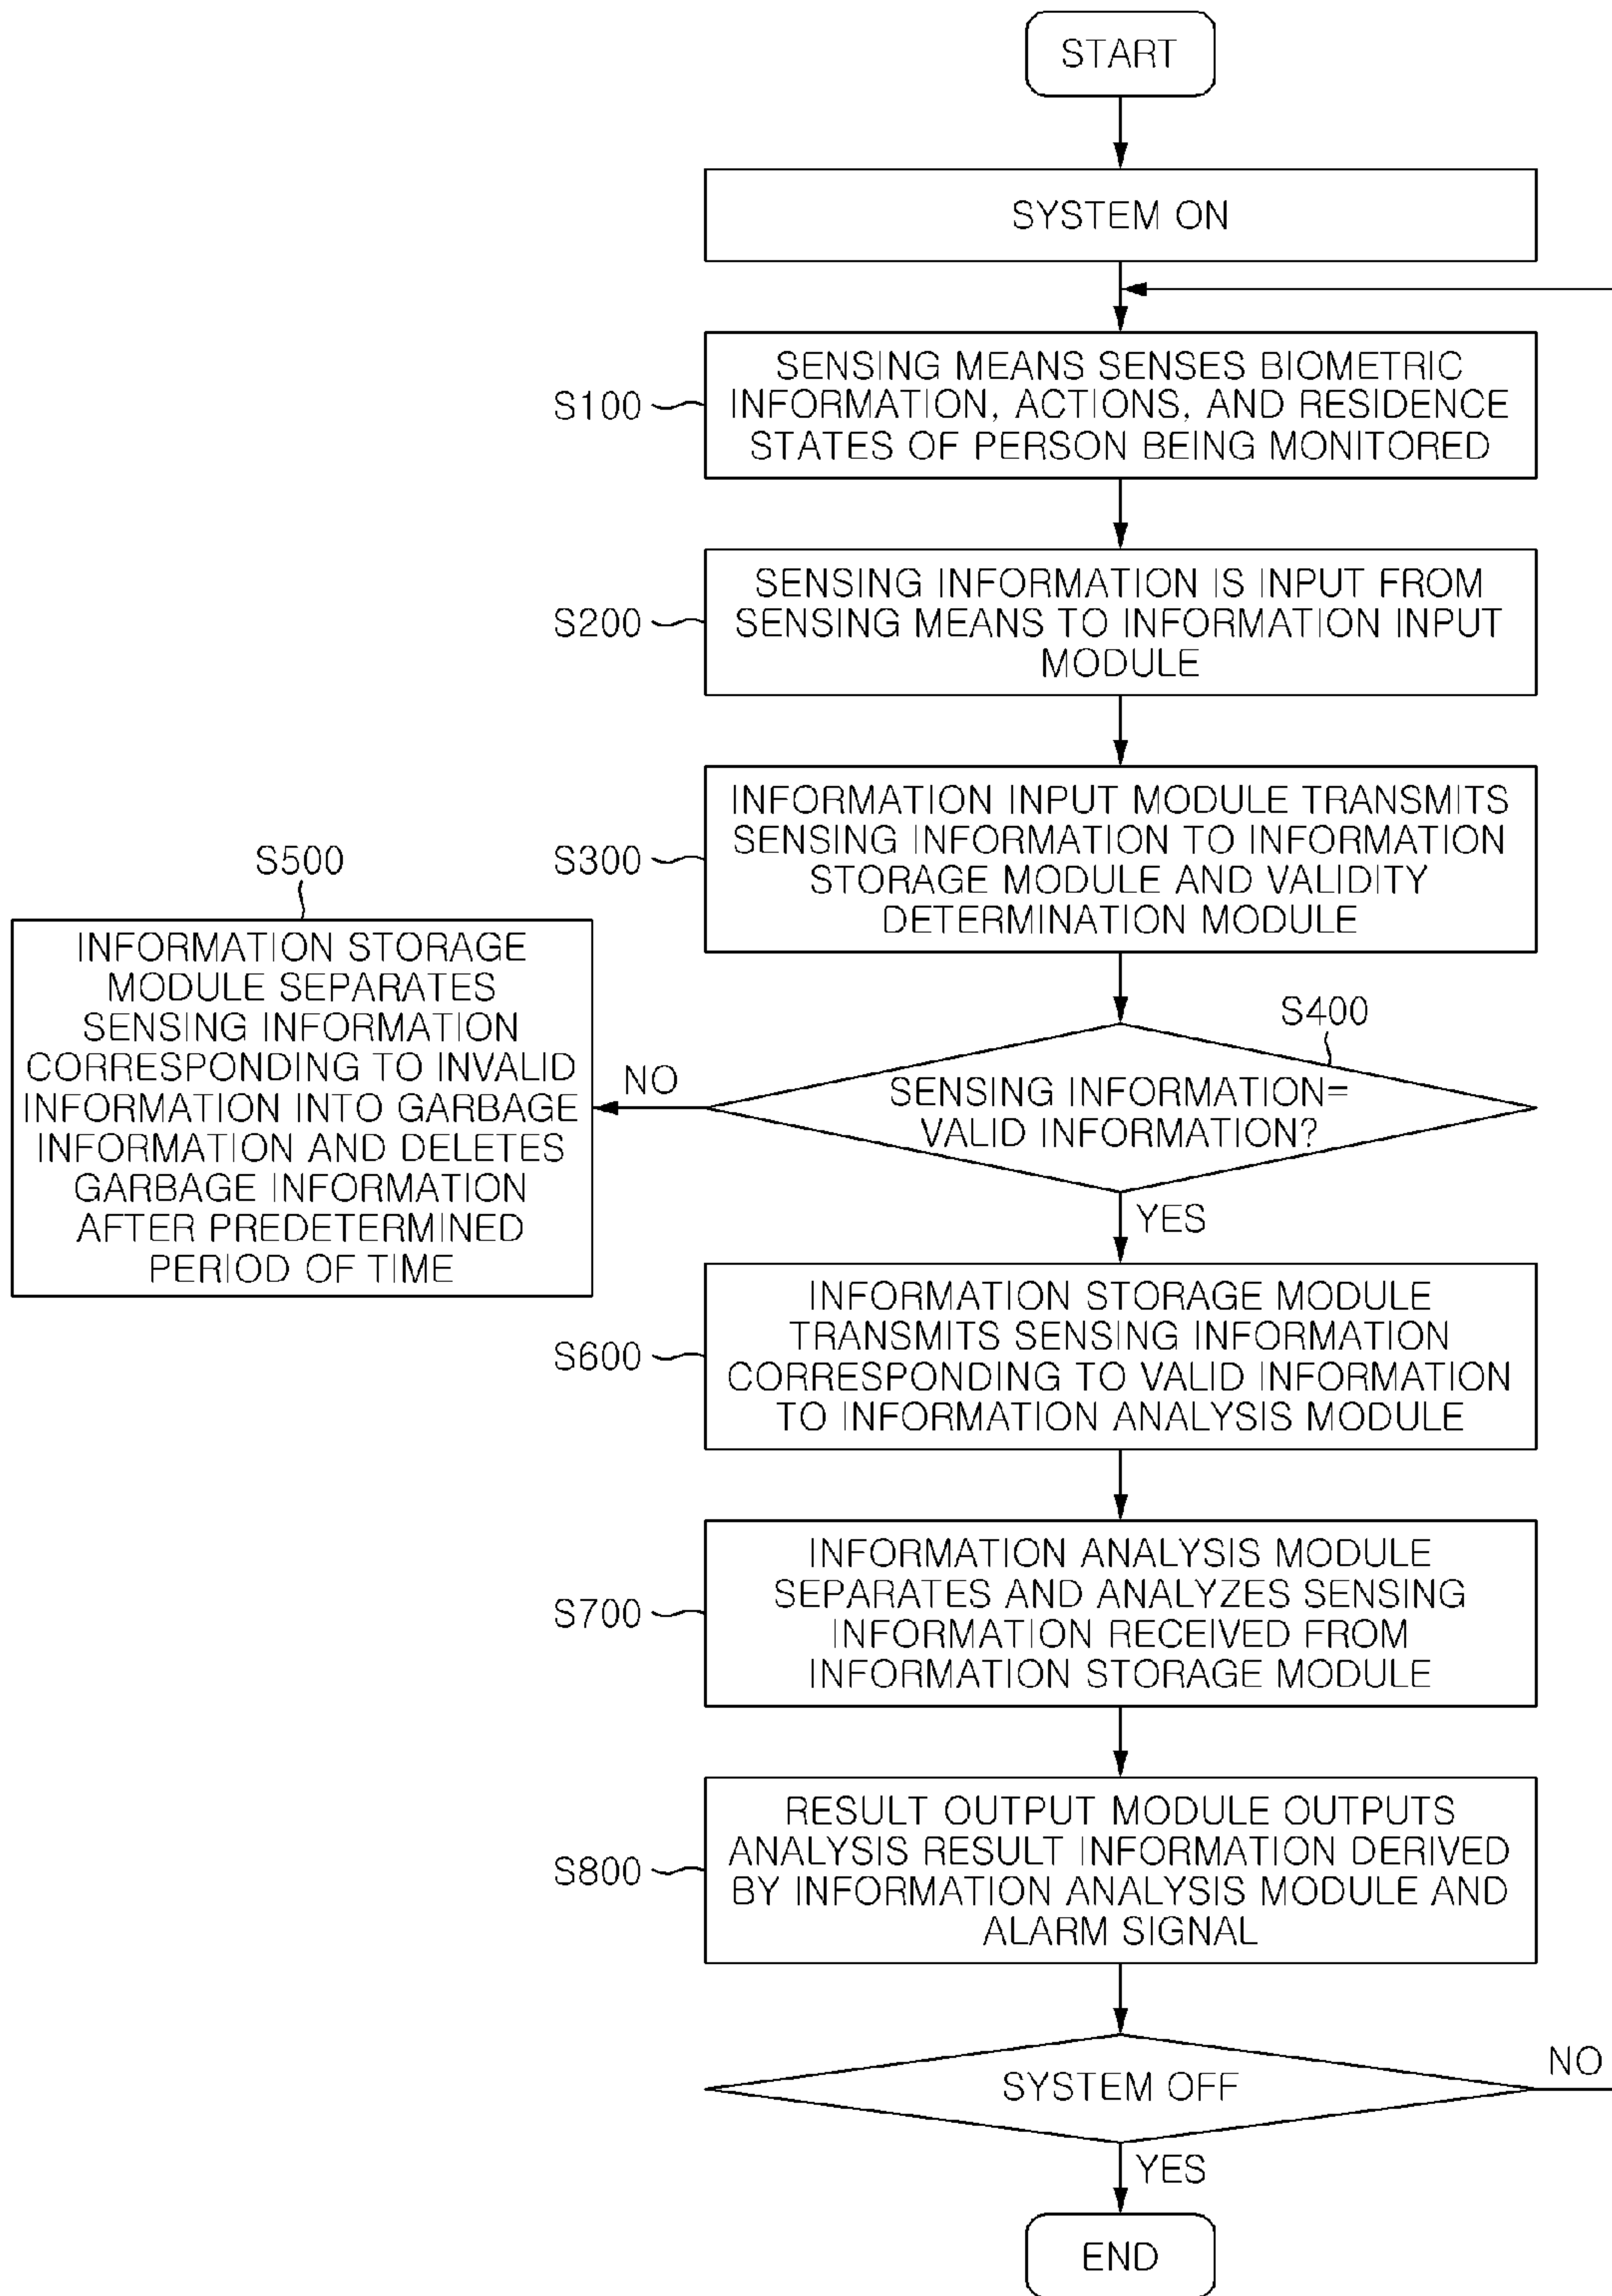 START
SYSTEM ON
S100
SENSING MEANS SENSES BIOMETRIC
INFORMATION, ACTIONS, AND RESIDENCE
STATES OF PERSON BEING MONITORED
S200
SENSING INFORMATION IS INPUT FROM
SENSING MEANS TO INFORMATION INPUT
MODULE
S300
INFORMATION INPUT MODULE TRANSMITS
SENSING INFORMATION TO INFORMATION
STORAGE MODULE AND VALIDITY
DETERMINATION MODULE
S400
SENSING INFORMATION=
VALID INFORMATION?
NO
S500
INFORMATION STORAGE
MODULE SEPARATES
SENSING INFORMATION
CORRESPONDING TO INVALID
INFORMATION INTO GARBAGE
INFORMATION AND DELETES
GARBAGE INFORMATION
AFTER PREDETERMINED
PERIOD OF TIME
YES
S600
INFORMATION STORAGE MODULE
TRANSMITS SENSING INFORMATION
CORRESPONDING TO VALID INFORMATION
TO INFORMATION ANALYSIS MODULE
S700
INFORMATION ANALYSIS MODULE
SEPARATES AND ANALYZES SENSING
INFORMATION RECEIVED FROM
INFORMATION STORAGE MODULE
S800
RESULT OUTPUT MODULE OUTPUTS
ANALYSIS RESULT INFORMATION DERIVED
BY INFORMATION ANALYSIS MODULE AND
ALARM SIGNAL
SYSTEM OFF
NO
YES
END